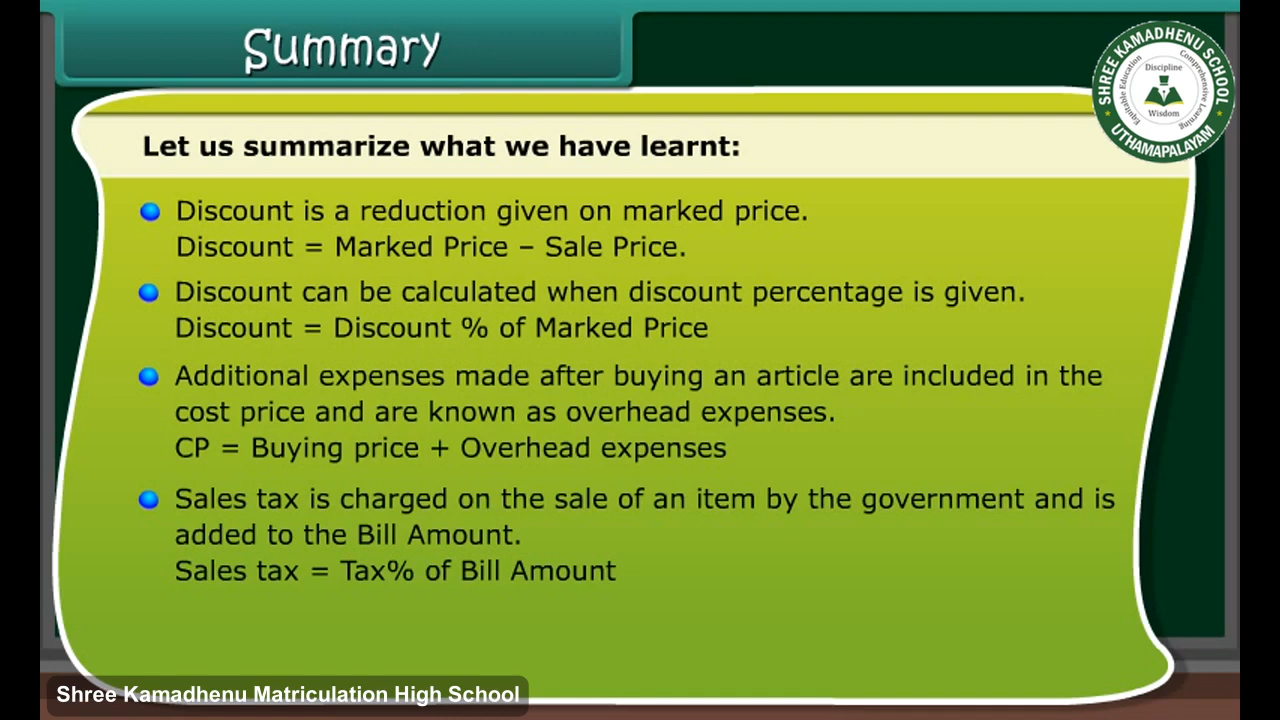 Summary
SHREE KAMADHENU SCHOOL
Equitable Education
Discipline
Comprehensive Learning
Wisdom
UTHAMAPALAYAM
Let us summarize what we have learnt:
Discount is a reduction given on marked price.
Discount = Marked Price – Sale Price.
Discount can be calculated when discount percentage is given.
Discount = Discount % of Marked Price
Additional expenses made after buying an article are included in the
cost price and are known as overhead expenses.
CP = Buying price + Overhead expenses
Sales tax is charged on the sale of an item by the government and is
added to the Bill Amount.
Sales tax = Tax% of Bill Amount
Shree Kamadhenu Matriculation High School